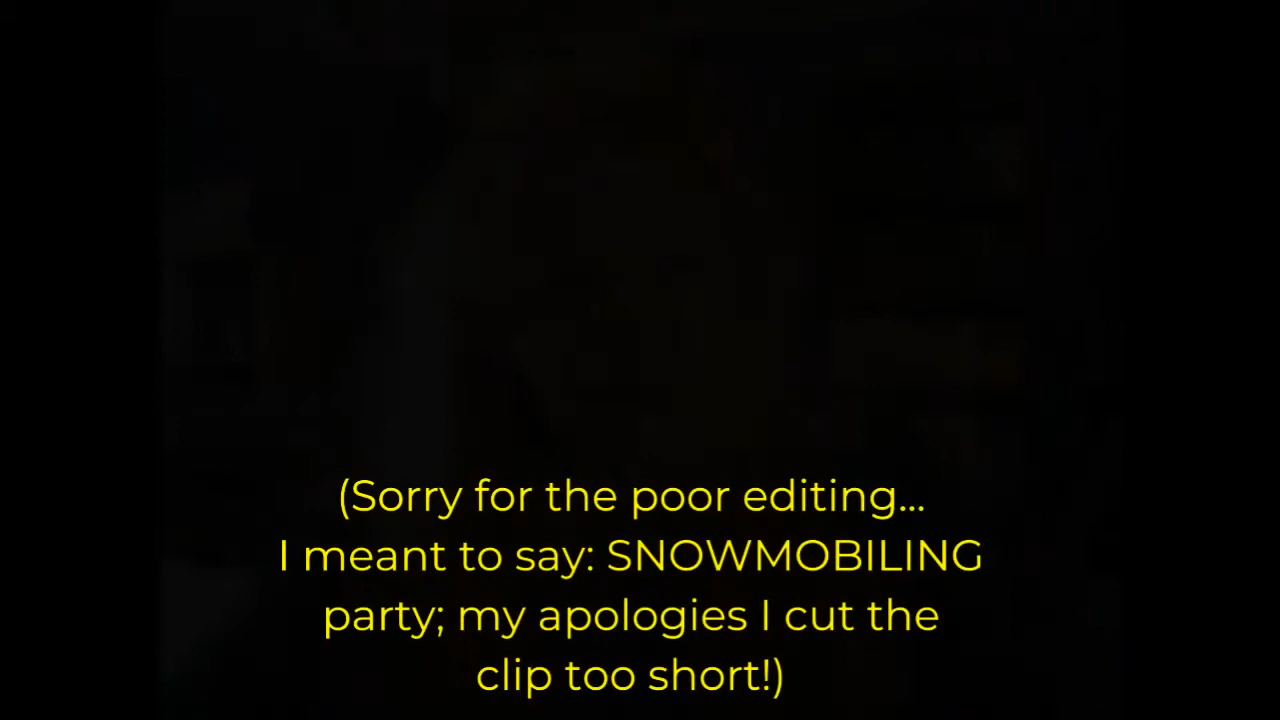 (Sorry for the poor editing...
I meant to say: SNOWMOBILING
party; my apologies I cut the
clip too short!)